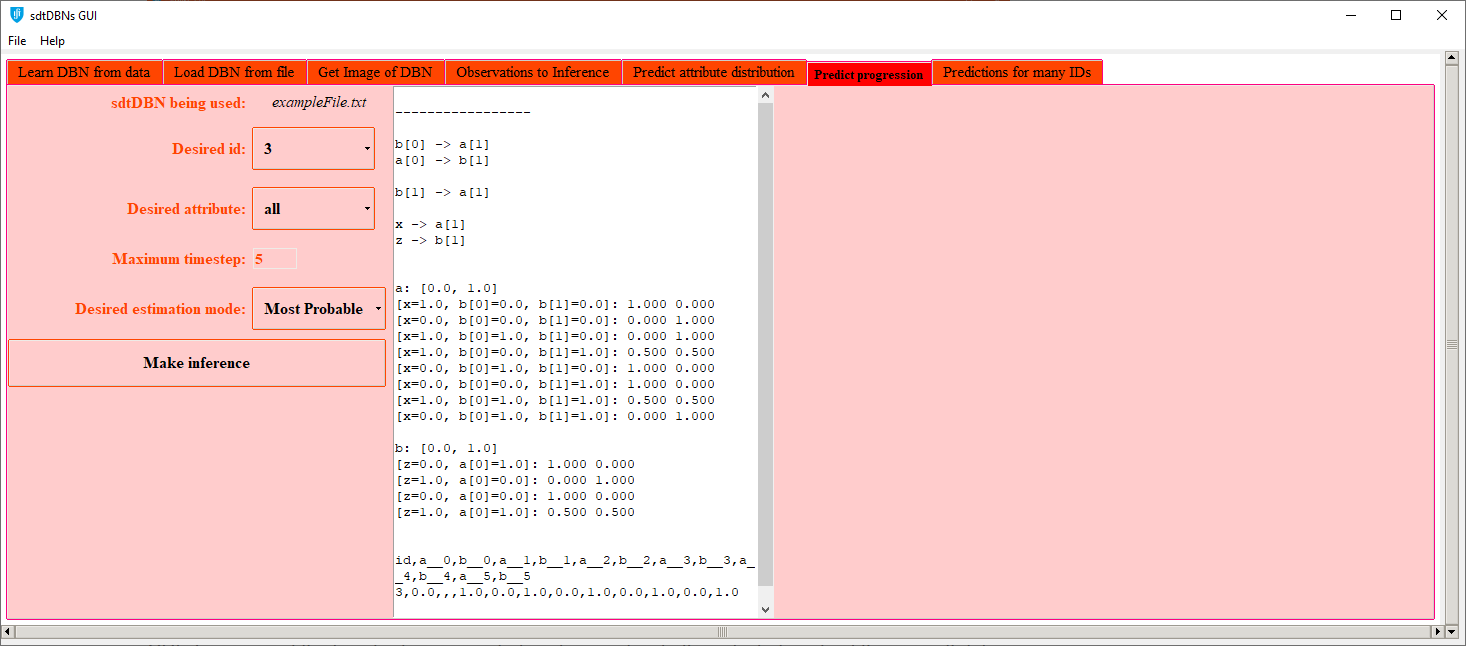 sdtDBNs GUI
File Help
Learn DBN from data Load DBN from file Get Image of DBN Observations to Inference Predict attribute distribution Predict progression Predictions for many IDs
sdtDBN being used: exampleFile.txt
Desired id: 3
Desired attribute: all
Maximum timestep: 5
Desired estimation mode: Most Probable
Make inference
-----------------
b[0] -> a[1]
a[0] -> b[1]
b[1] -> a[1]
x -> a[1]
z -> b[1]
a: [0.0, 1.0]
[x=1.0, b[0]=0.0, b[1]=0.0]: 1.000 0.000
[x=0.0, b[0]=0.0, b[1]=0.0]: 0.000 1.000
[x=1.0, b[0]=1.0, b[1]=0.0]: 0.000 1.000
[x=1.0, b[0]=0.0, b[1]=1.0]: 0.500 0.500
[x=0.0, b[0]=1.0, b[1]=0.0]: 1.000 0.000
[x=0.0, b[0]=0.0, b[1]=1.0]: 1.000 0.000
[x=1.0, b[0]=1.0, b[1]=1.0]: 0.500 0.500
[x=0.0, b[0]=1.0, b[1]=1.0]: 0.000 1.000
b: [0.0, 1.0]
[z=0.0, a[0]=1.0]: 1.000 0.000
[z=1.0, a[0]=0.0]: 0.000 1.000
[z=0.0, a[0]=0.0]: 1.000 0.000
[z=1.0, a[0]=1.0]: 0.500 0.500
id,a__0,b__0,a__1,b__1,a__2,b__2,a__3,b__3,a_
_4,b__4,a__5,b__5
3,0.0,,,1.0,0.0,1.0,0.0,1.0,0.0,1.0,0.0,1.0